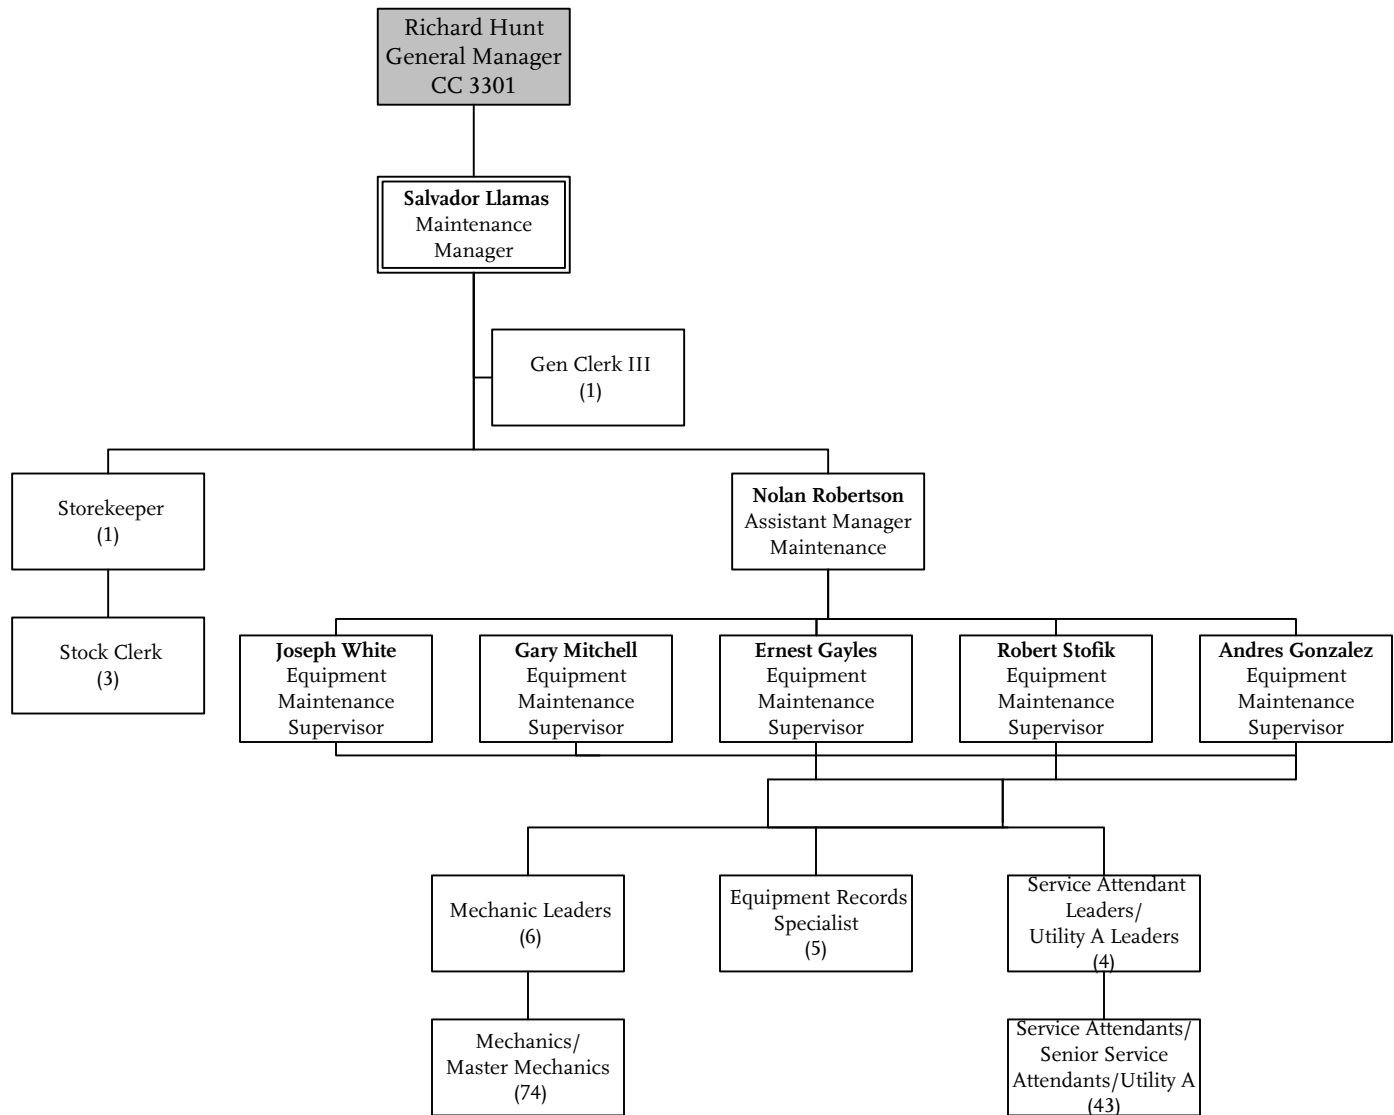 Richard Hunt
General Manager
CC 3301
Salvador Llamas
Maintenance
Manager
Gen Clerk III
(1)
Storekeeper
(1)
Nolan Robertson
Assistant Manager
Maintenance
Stock Clerk
(3)
Joseph White
Equipment
Maintenance
Supervisor
Gary Mitchell
Equipment
Maintenance
Supervisor
Ernest Gayles
Equipment
Maintenance
Supervisor
Robert Stofik
Equipment
Maintenance
Supervisor
Andres Gonzalez
Equipment
Maintenance
Supervisor
Mechanic Leaders
(6)
Equipment Records
Specialist
(5)
Service Attendant
Leaders/
Utility A Leaders
(4)
Mechanics/
Master Mechanics
(74)
Service Attendants/
Senior Service
Attendants/Utility A
(43)